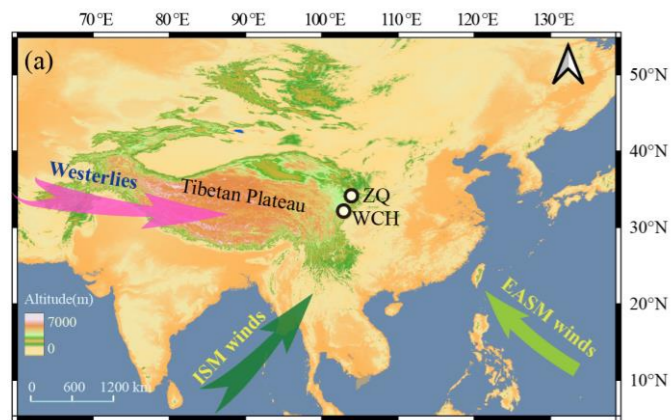 70°E 80°E 90°E 100°E 110°E 120°E 130°E
(a)
50°N
40°N
Westerlies
Tibetan Plateau
ZQ
WCH
30°N
Altitude(m)
7000
0
ISM winds
EASM winds
20°N
0 600 1200 km
10°N